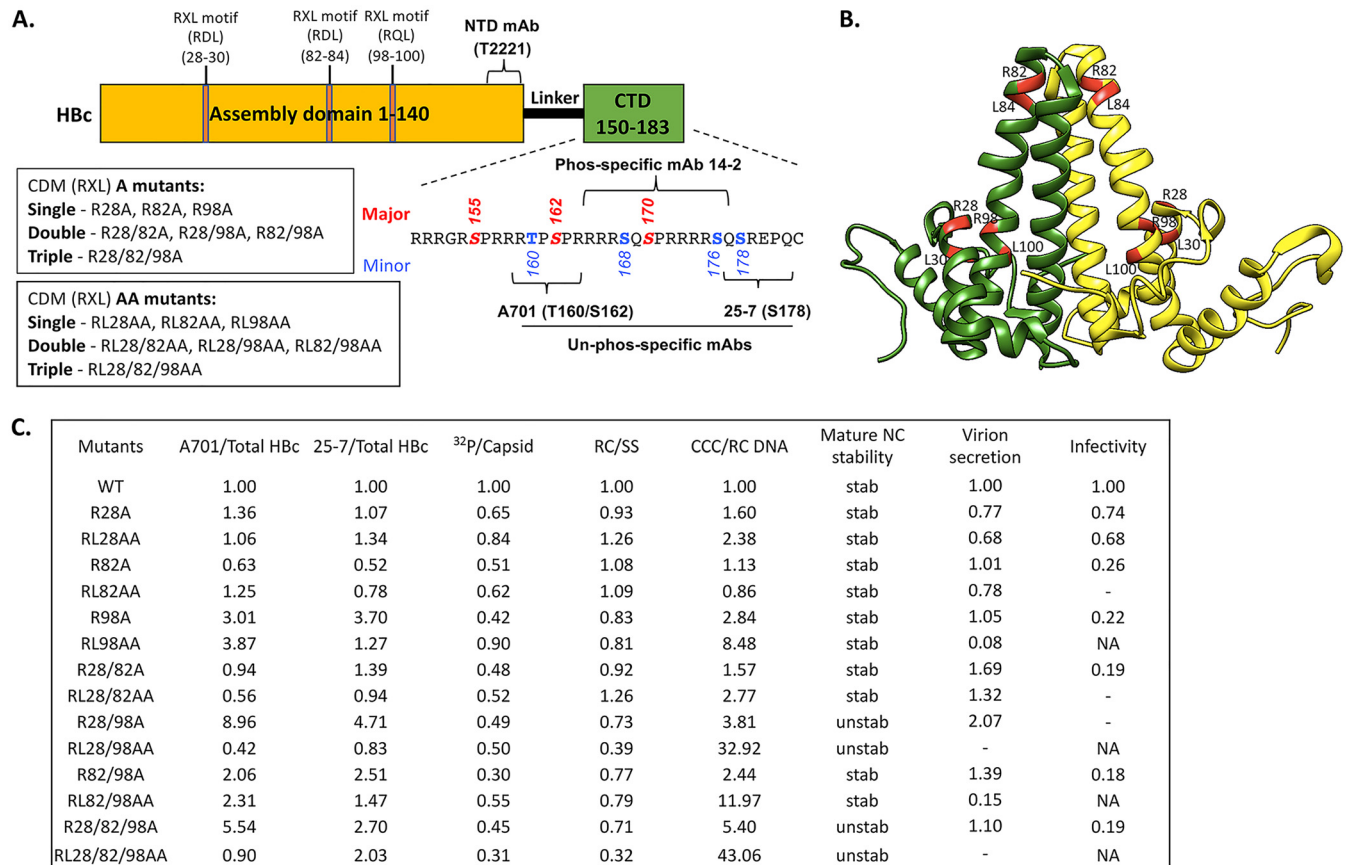 A.
RXL motif
(RDL)
(28-30)
RXL motif
(RDL)
(82-84)
RXL motif
(RQL)
(98-100)
NTD mAb
(T2221)
HBc
Assembly domain 1-140
Linker
CTD
150-183
CDM (RXL) A mutants:
Single - R28A, R82A, R98A
Double - R28/82A, R28/98A, R82/98A
Triple - R28/82/98A
CDM (RXL) AA mutants:
Single - RL28AA, RL82AA, RL98AA
Double - RL28/82AA, RL28/98AA, RL82/98AA
Triple - RL28/82/98AA
Phos-specific mAb 14-2
Major
155 162 170
RRRGRSPRRRTPSPRRRRSQSPRRRRSQSREPQC
Minor
160 168 176 178
A701 (T160/S162) 25-7 (S178)
Un-phos-specific mAbs
B.
R82 R82
L84 L84
R28 R98 L30 L100
R28 R98 L30 L100
C.
Mutants A701/Total HBc 25-7/Total HBc ³²P/Capsid RC/SS CCC/RC DNA Mature NC stability Virion secretion Infectivity
WT 1.00 1.00 1.00 1.00 1.00 stab 1.00 1.00
R28A 1.36 1.07 0.65 0.93 1.60 stab 0.77 0.74
RL28AA 1.06 1.34 0.84 1.26 2.38 stab 0.68 0.68
R82A 0.63 0.52 0.51 1.08 1.13 stab 1.01 0.26
RL82AA 1.25 0.78 0.62 1.09 0.86 stab 0.78 -
R98A 3.01 3.70 0.42 0.83 2.84 stab 1.05 0.22
RL98AA 3.87 1.27 0.90 0.81 8.48 stab 0.08 NA
R28/82A 0.94 1.39 0.48 0.92 1.57 stab 1.69 0.19
RL28/82AA 0.56 0.94 0.52 1.26 2.77 stab 1.32 -
R28/98A 8.96 4.71 0.49 0.73 3.81 unstab 2.07 -
RL28/98AA 0.42 0.83 0.50 0.39 32.92 unstab - NA
R82/98A 2.06 2.51 0.30 0.77 2.44 stab 1.39 0.18
RL82/98AA 2.31 1.47 0.55 0.79 11.97 stab 0.15 NA
R28/82/98A 5.54 2.70 0.45 0.71 5.40 unstab 1.10 0.19
RL28/82/98AA 0.90 2.03 0.31 0.32 43.06 unstab - NA